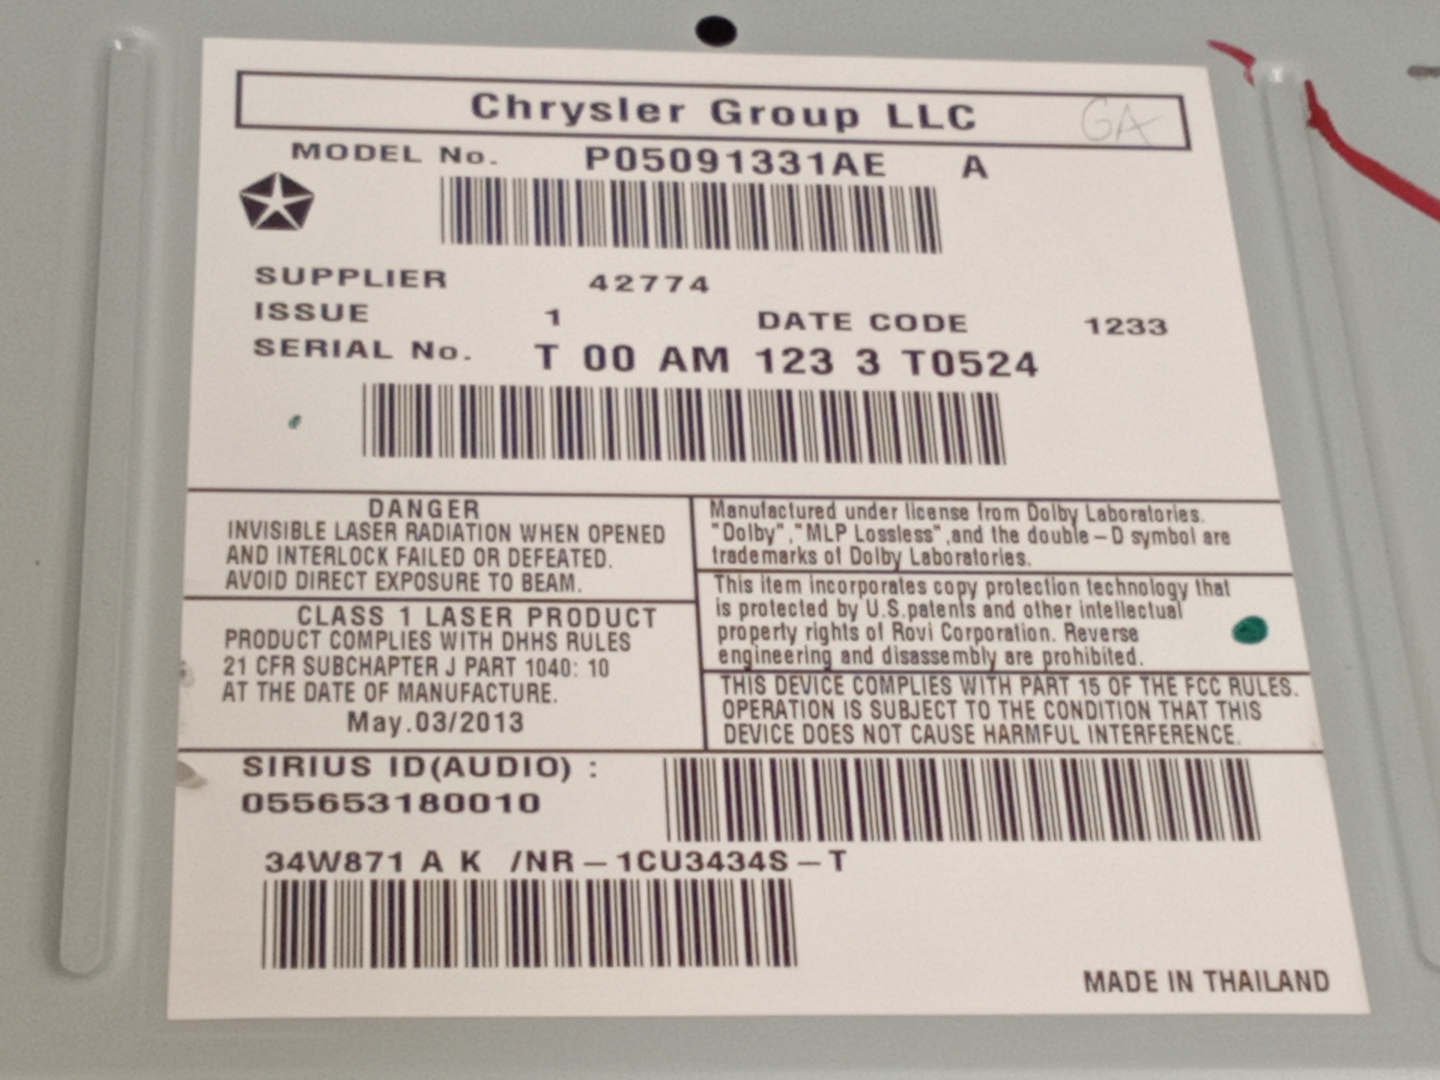 Chrysler Group LLC GA
MODEL No. P05091331AE A
SUPPLIER 42774
ISSUE 1 DATE CODE 1233
SERIAL No. T 00 AM 123 3 T0524
DANGER
INVISIBLE LASER RADIATION WHEN OPENED
AND INTERLOCK FAILED OR DEFEATED.
AVOID DIRECT EXPOSURE TO BEAM.
CLASS 1 LASER PRODUCT
PRODUCT COMPLIES WITH DHHS RULES
21 CFR SUBCHAPTER J PART 1040: 10
AT THE DATE OF MANUFACTURE.
May.03/2013
Manufactured under license from Dolby Laboratories.
"Dolby","MLP Lossless",and the double-D symbol are
trademarks of Dolby Laboratories.
This item incorporates copy protection technology that
is protected by U.S.patents and other intellectual
property rights of Rovi Corporation. Reverse
engineering and disassembly are prohibited.
THIS DEVICE COMPLIES WITH PART 15 OF THE FCC RULES.
OPERATION IS SUBJECT TO THE CONDITION THAT THIS
DEVICE DOES NOT CAUSE HARMFUL INTERFERENCE.
SIRIUS ID(AUDIO) :
055653180010
34W871 A K /NR-1CU3434S-T
MADE IN THAILAND